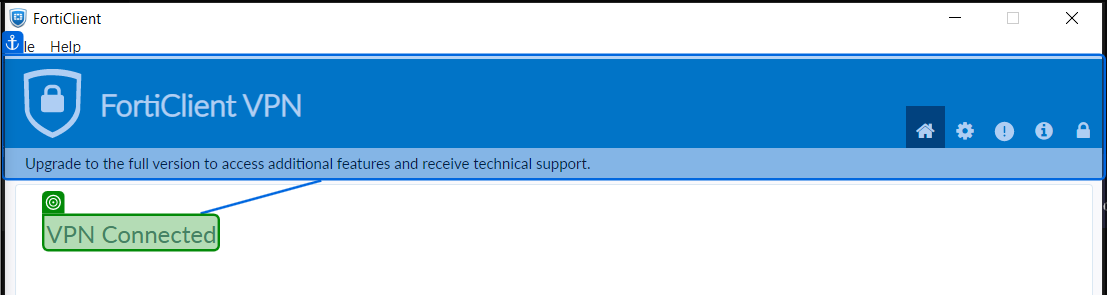 FortiClient
Help
FortiClient VPN
Upgrade to the full version to access additional features and receive technical support.
VPN Connected